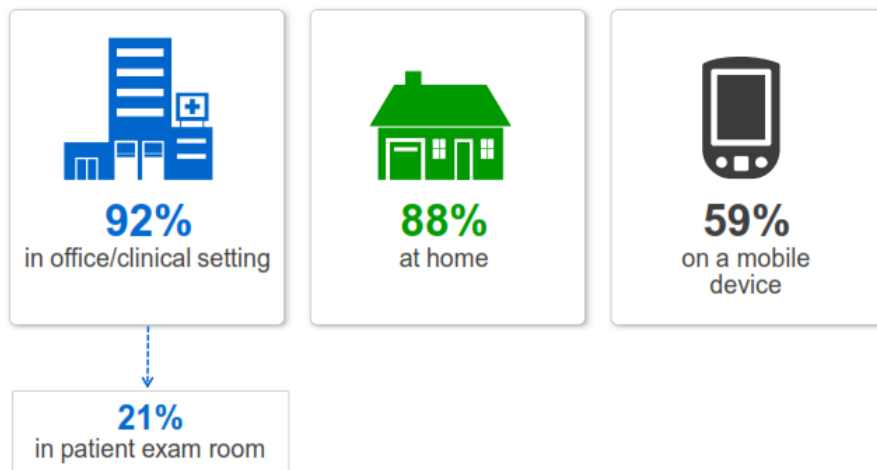 92%
in office/clinical setting
88%
at home
59%
on a mobile
device
21%
in patient exam room